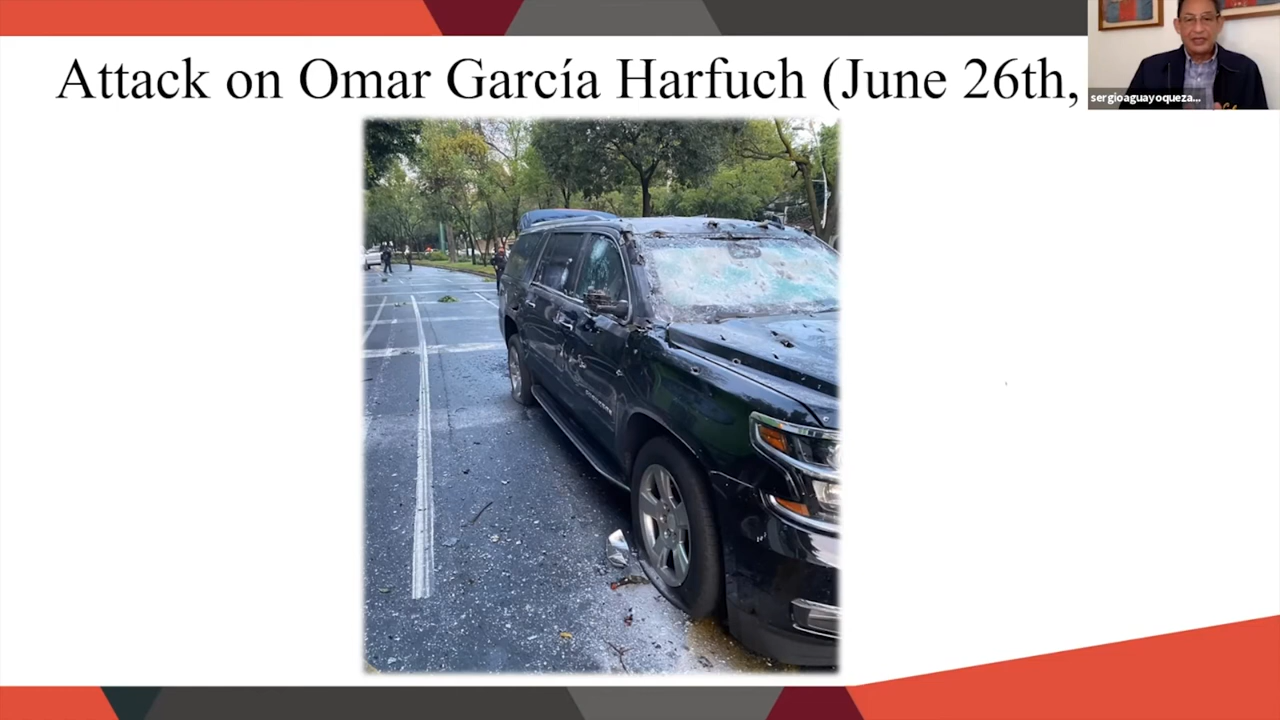 Attack on Omar García Harfuch (June 26th,
sergioaguayoqueza...